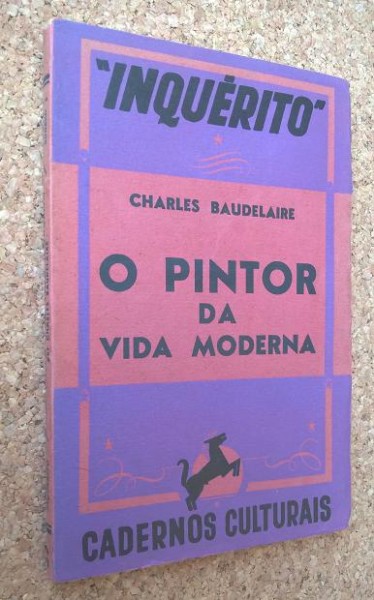 "INQUÉRITO"
CHARLES BAUDELAIRE
O PINTOR
DA
VIDA MODERNA
CADERNOS CULTURAIS